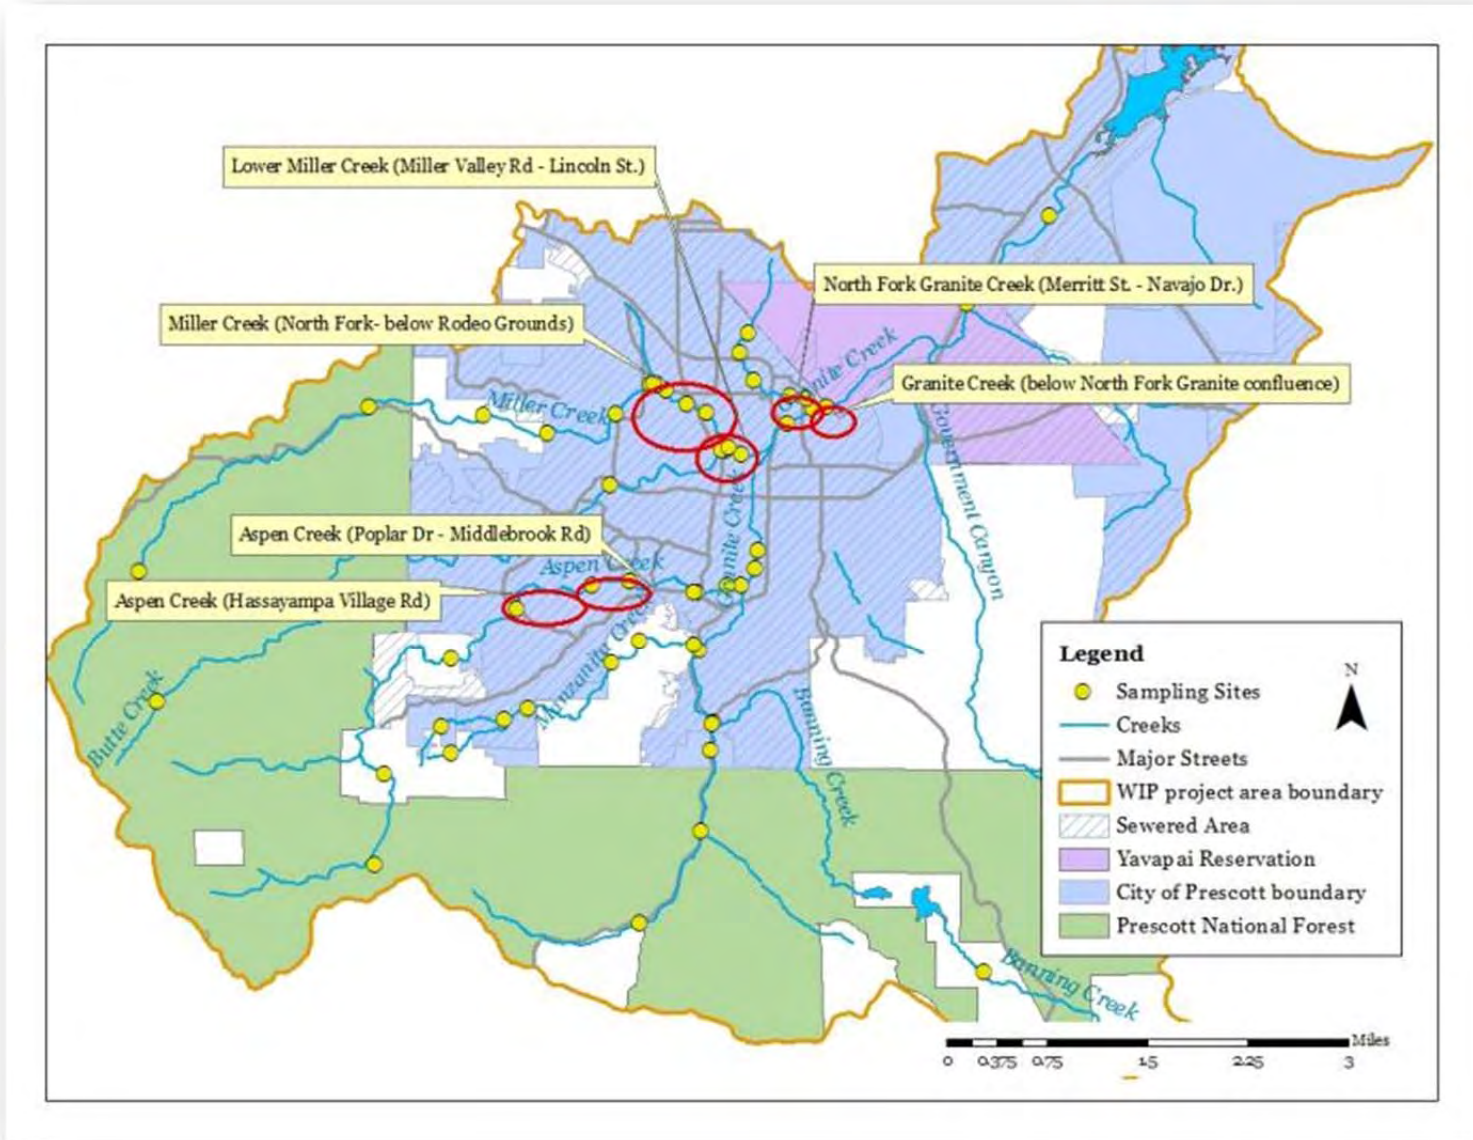 Lower Miller Creek (Miller Valley Rd - Lincoln St.)
North Fork Granite Creek (Merritt St. - Navajo Dr.)
Miller Creek (North Fork- below Rodeo Grounds)
nite Creek
Granite Creek (below North Fork Granite confluence)
Miller Creek
Government Canyon
Granite Creek
Aspen Creek (Poplar Dr - Middlebrook Rd)
Aspen Creek
Aspen Creek (Hassayampa Village Rd)
Manzanita Creek
Butte Creek
Banning Creek
Banning Creek
Legend
N
Sampling Sites
Creeks
Major Streets
WIP project area boundary
Sewered Area
Yavapai Reservation
City of Prescott boundary
Prescott National Forest
Miles
0 0.375 0.75 1.5 2.25 3